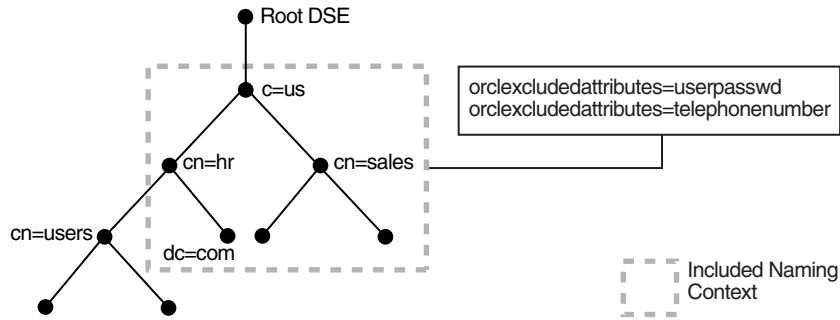 Root DSE
c=us
orclexcludedattributes=userpasswd
orclexcludedattributes=telephonenumber
cn=hr
cn=sales
cn=users
dc=com
Included Naming
Context